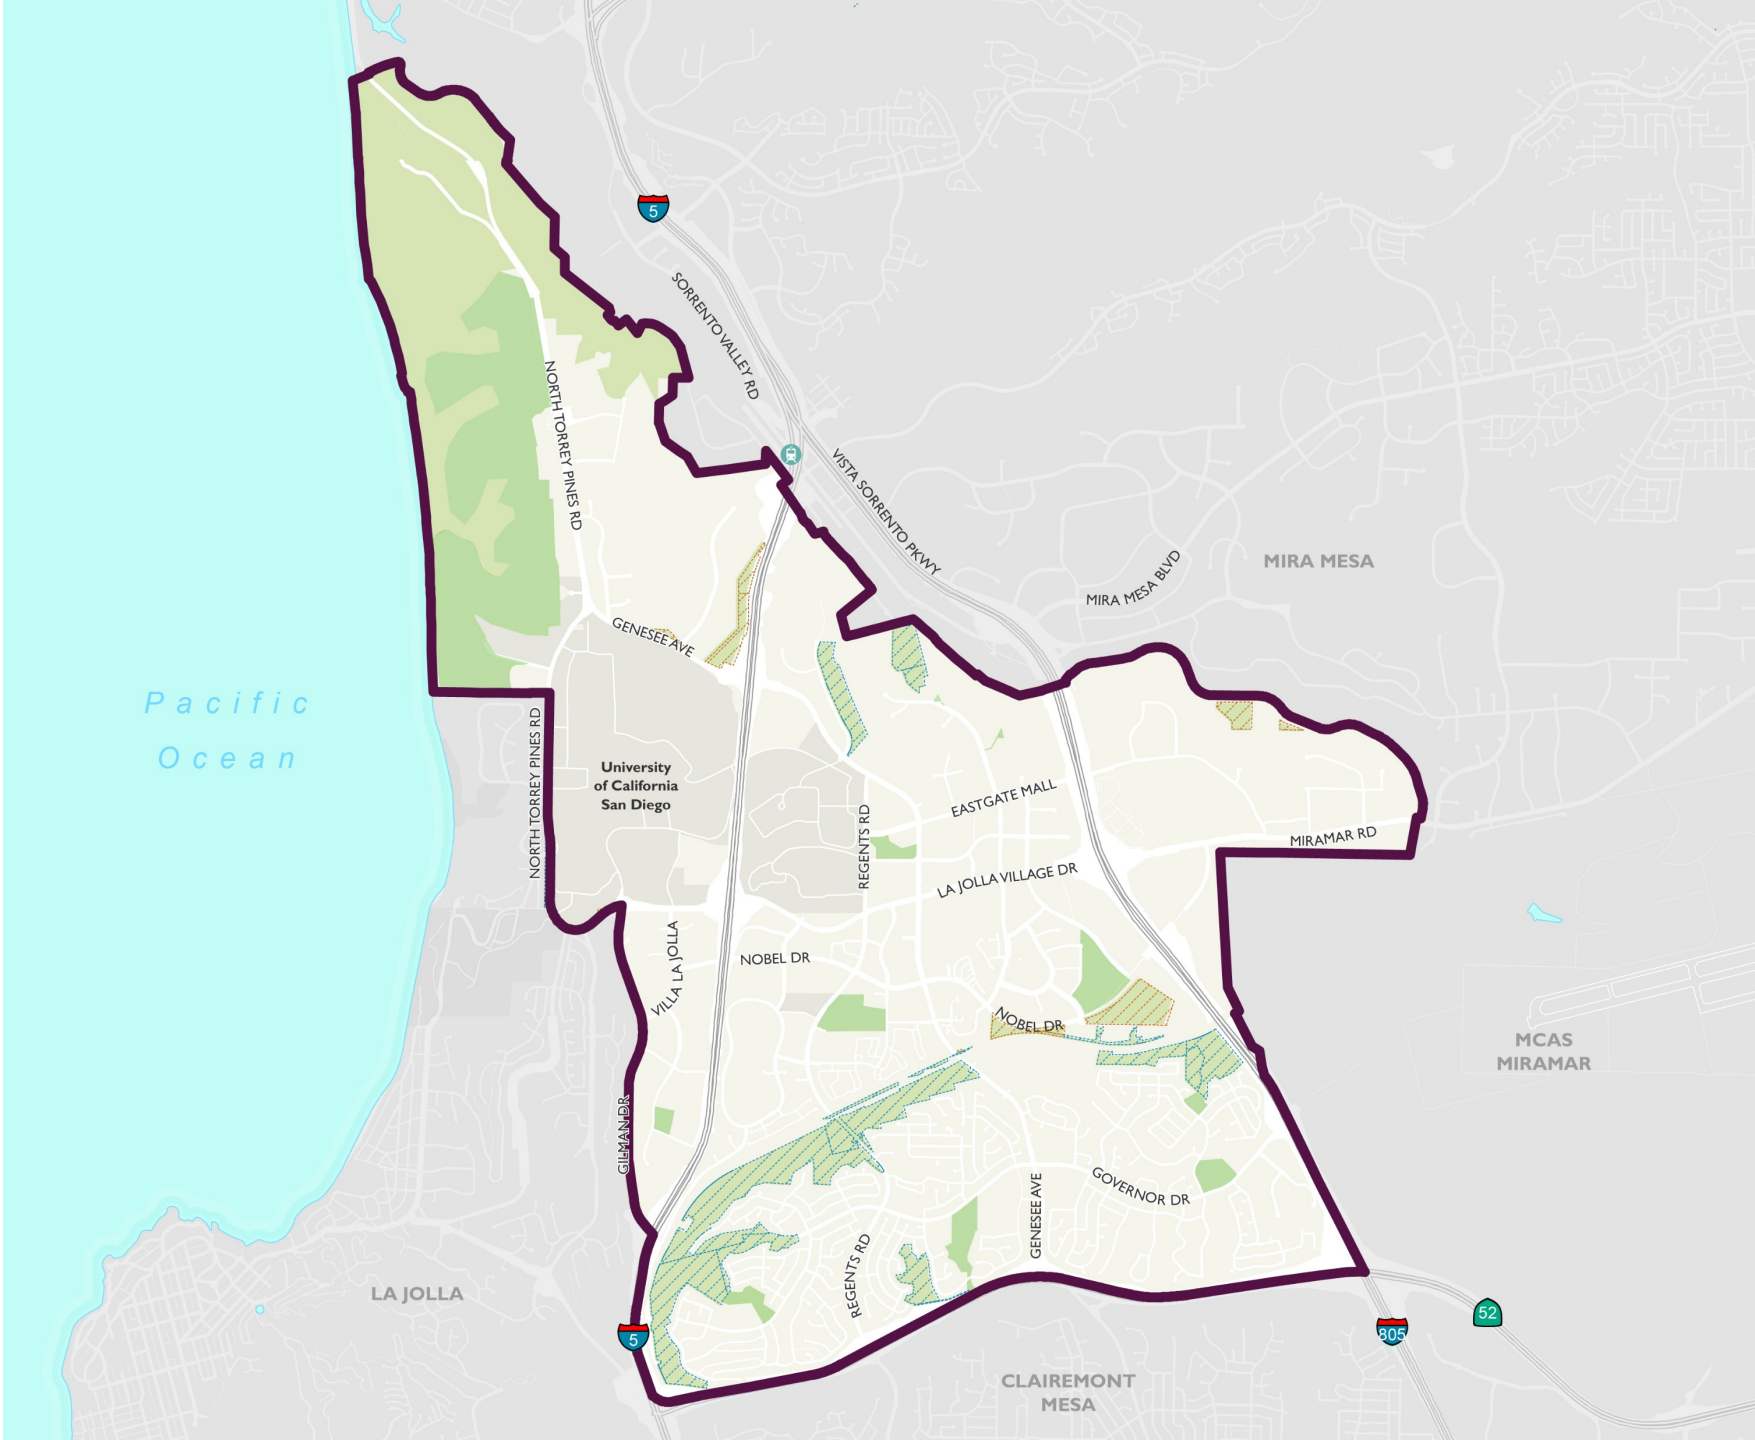 5
SORRENTO VALLEY RD
NORTH TORREY PINES RD
VISTA SORRENTO PKWY
MIRA MESA
MIRA MESA BLVD
GENESEE AVE
Pacific
Ocean
NORTH TORREY PINES RD
University
of California
San Diego
REGENTS RD
EASTGATE MALL
MIRAMAR RD
LA JOLLA VILLAGE DR
VILLA LA JOLLA
NOBEL DR
NOBEL DR
MCAS
MIRAMAR
GILMAN DR
GENESEE AVE
GOVERNOR DR
REGENTS RD
LA JOLLA
5
52
805
CLAIREMONT
MESA